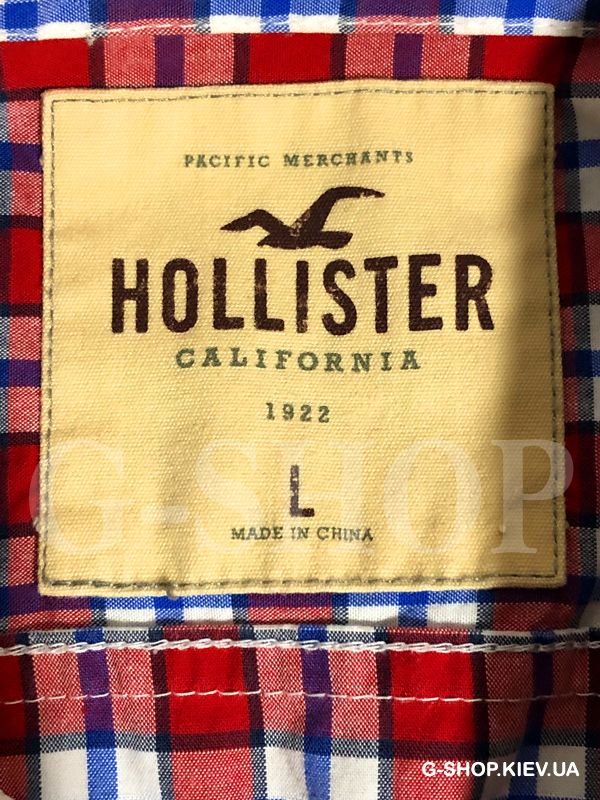 PACIFIC MERCHANTS
HOLLISTER
CALIFORNIA
1922
G-SHOP
L
MADE IN CHINA
G-SHOP.KIEV.UA